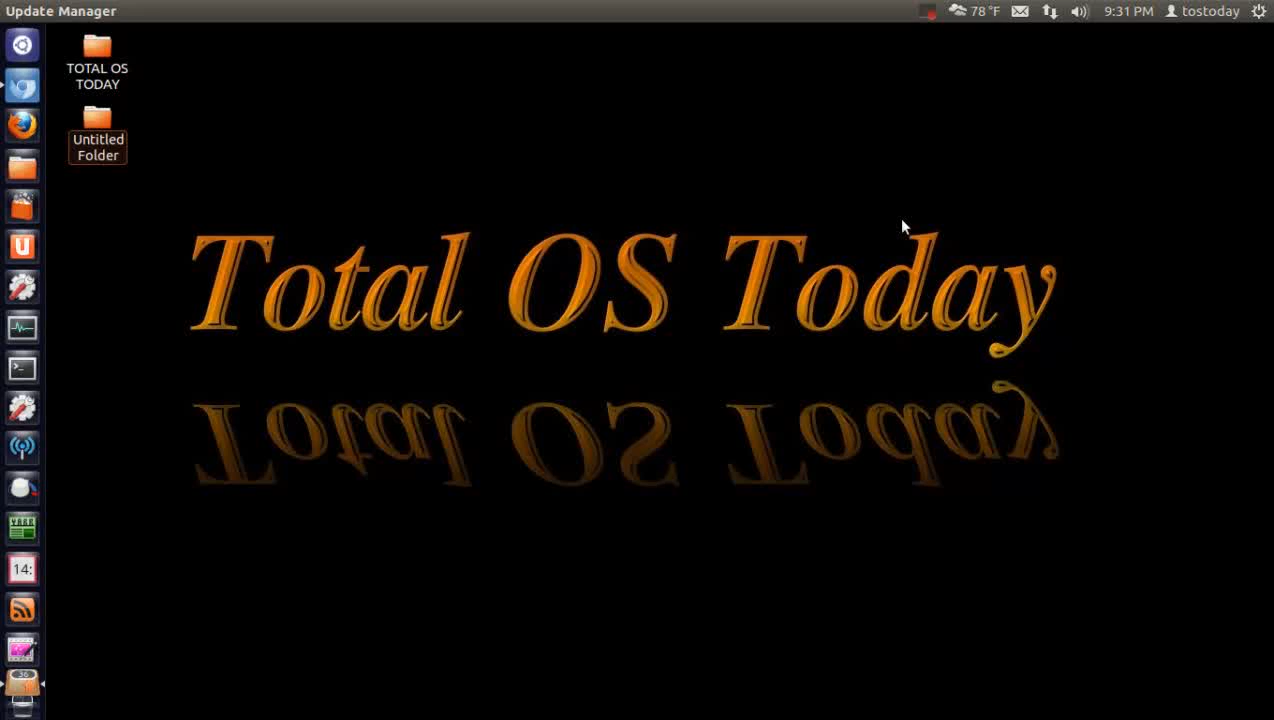 Update Manager
78 °F
9:31 PM
tostoday
TOTAL OS
TODAY
Untitled
Folder
Total OS Today
14: